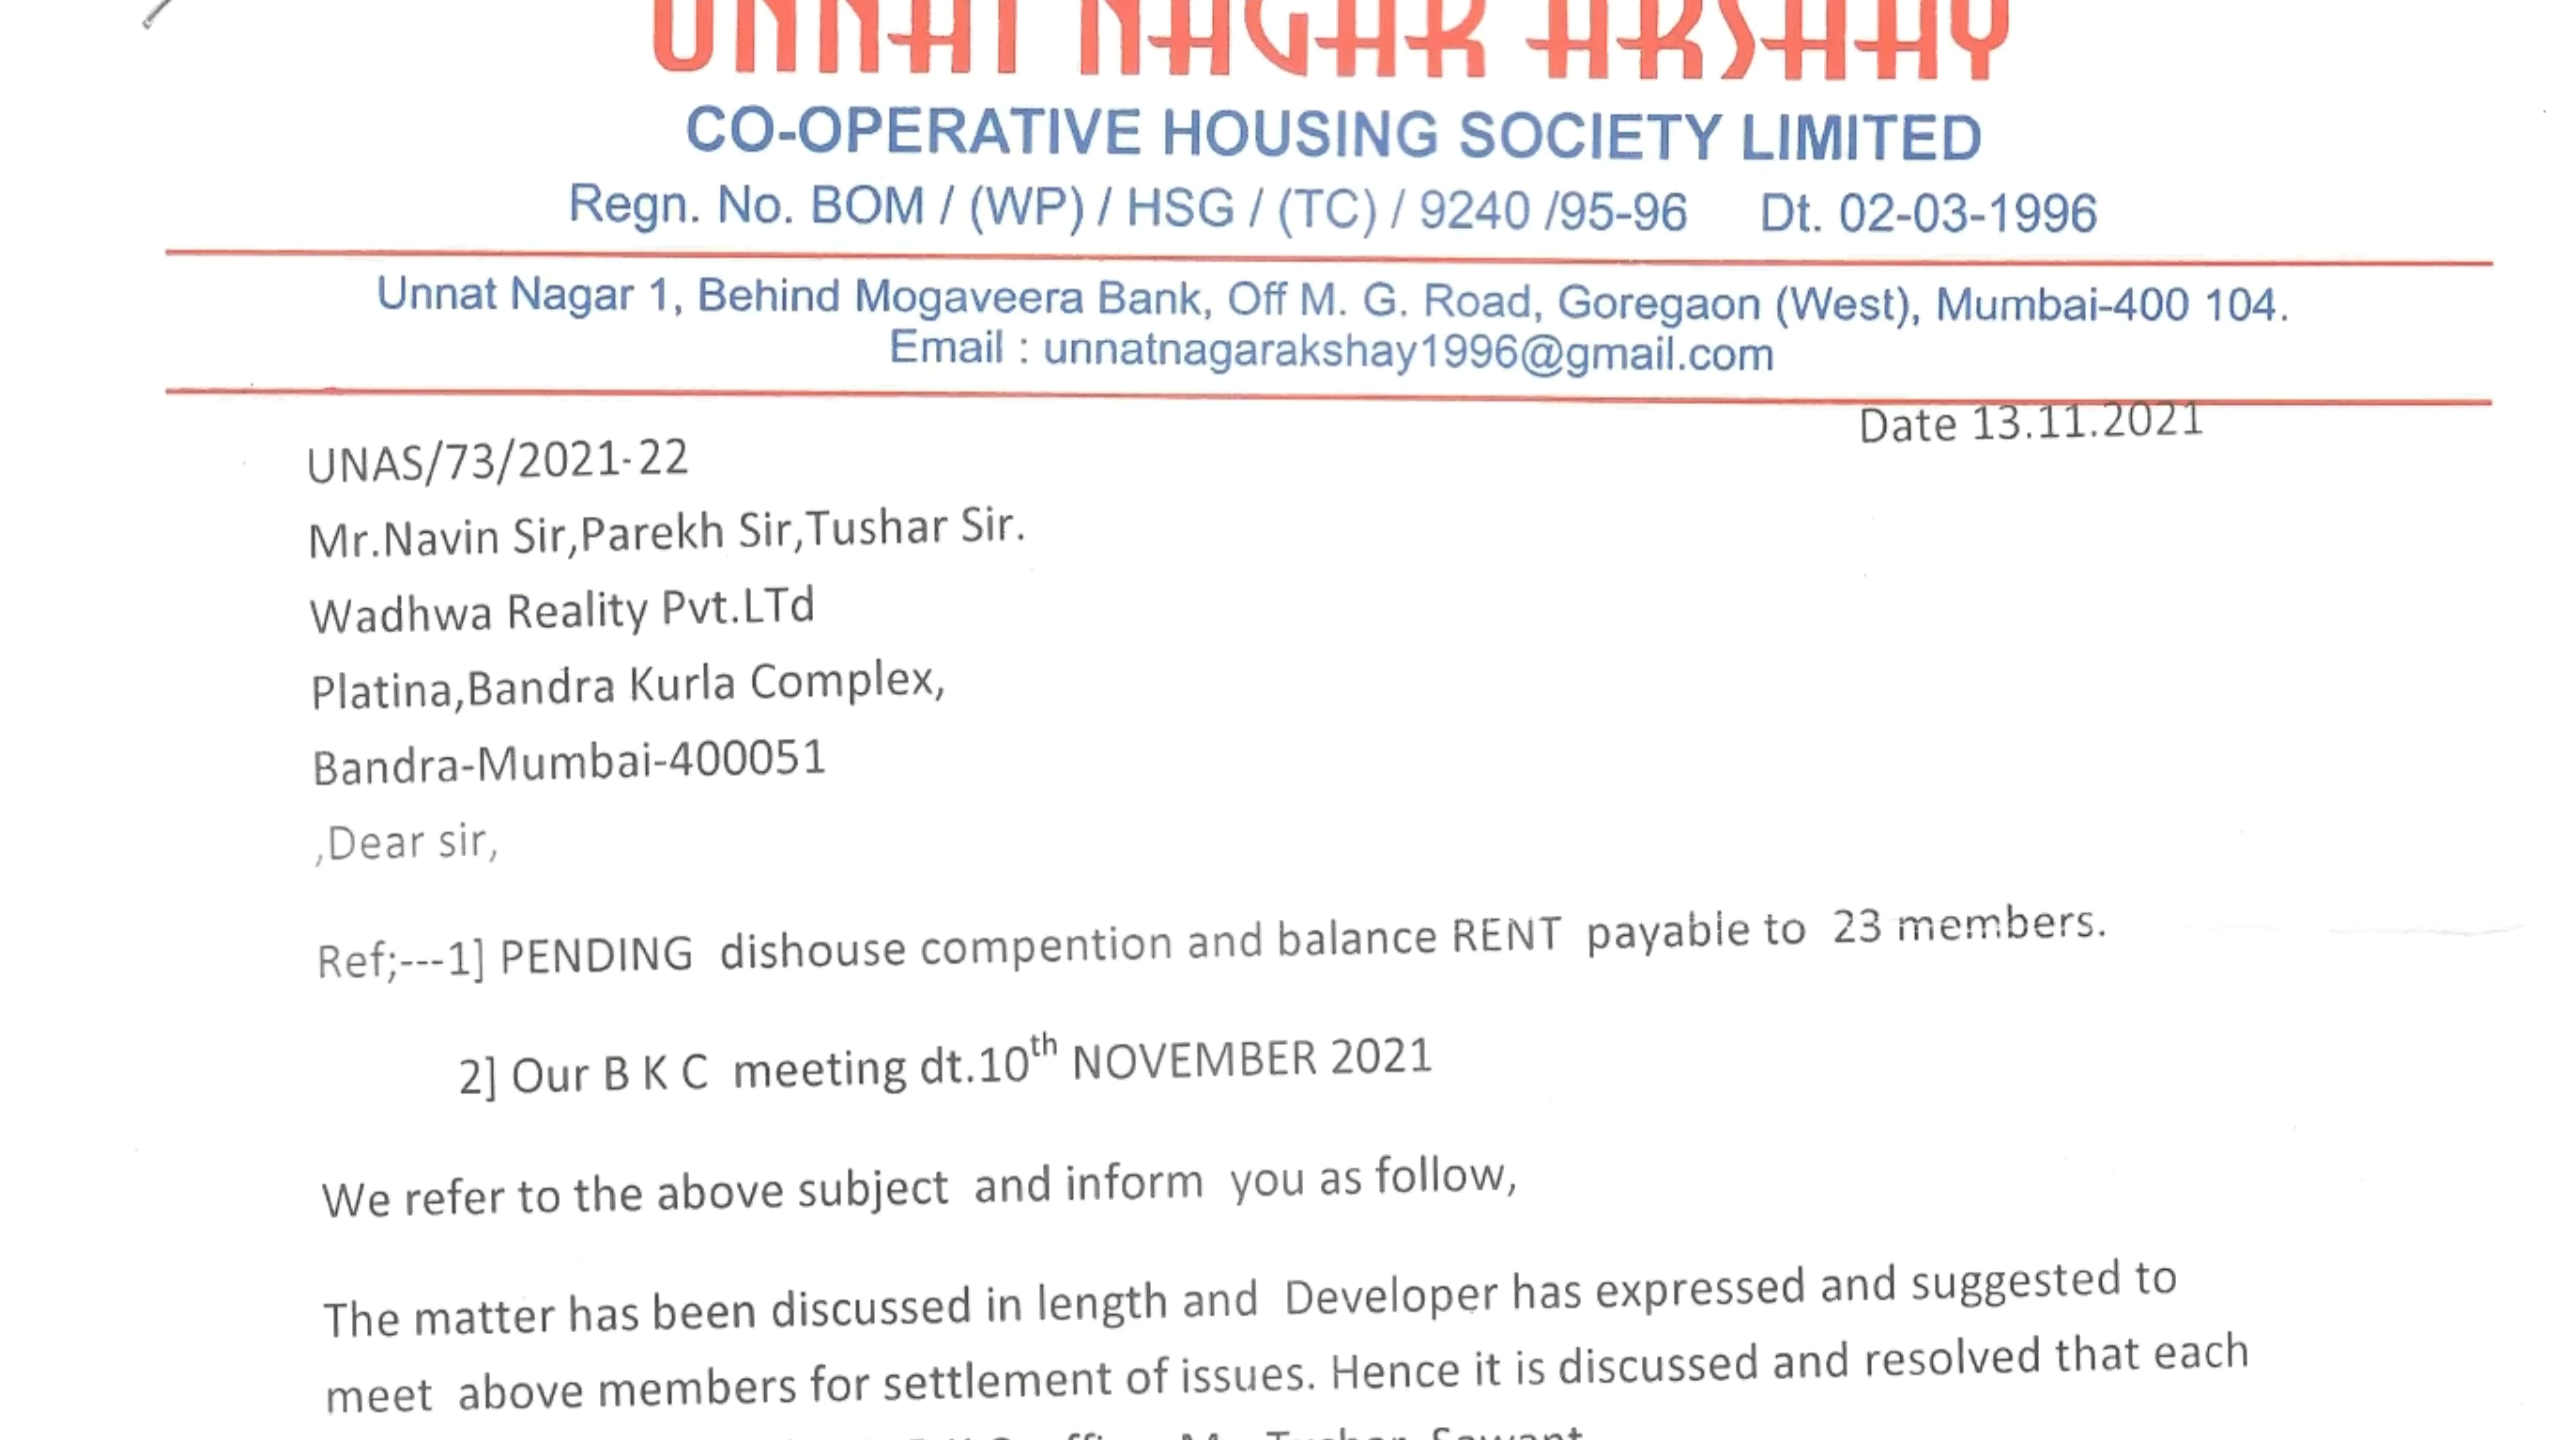 UNNAT NAGAR AKSHAY
CO-OPERATIVE HOUSING SOCIETY LIMITED
Regn. No. BOM / (WP) / HSG / (TC) / 9240 /95-96 Dt. 02-03-1996
Unnat Nagar 1, Behind Mogaveera Bank, Off M. G. Road, Goregaon (West), Mumbai-400 104.
Email : unnatnagarakshay1996@gmail.com
Date 13.11.2021
UNAS/73/2021-22
Mr.Navin Sir,Parekh Sir,Tushar Sir.
Wadhwa Reality Pvt.LTd
Platina,Bandra Kurla Complex,
Bandra-Mumbai-400051
,Dear sir,
Ref;---1] PENDING dishouse compention and balance RENT payable to 23 members.
2] Our B K C meeting dt.10th NOVEMBER 2021
We refer to the above subject and inform you as follow,
The matter has been discussed in length and Developer has expressed and suggested to
meet above members for settlement of issues. Hence it is discussed and resolved that each
Tushar Sawant